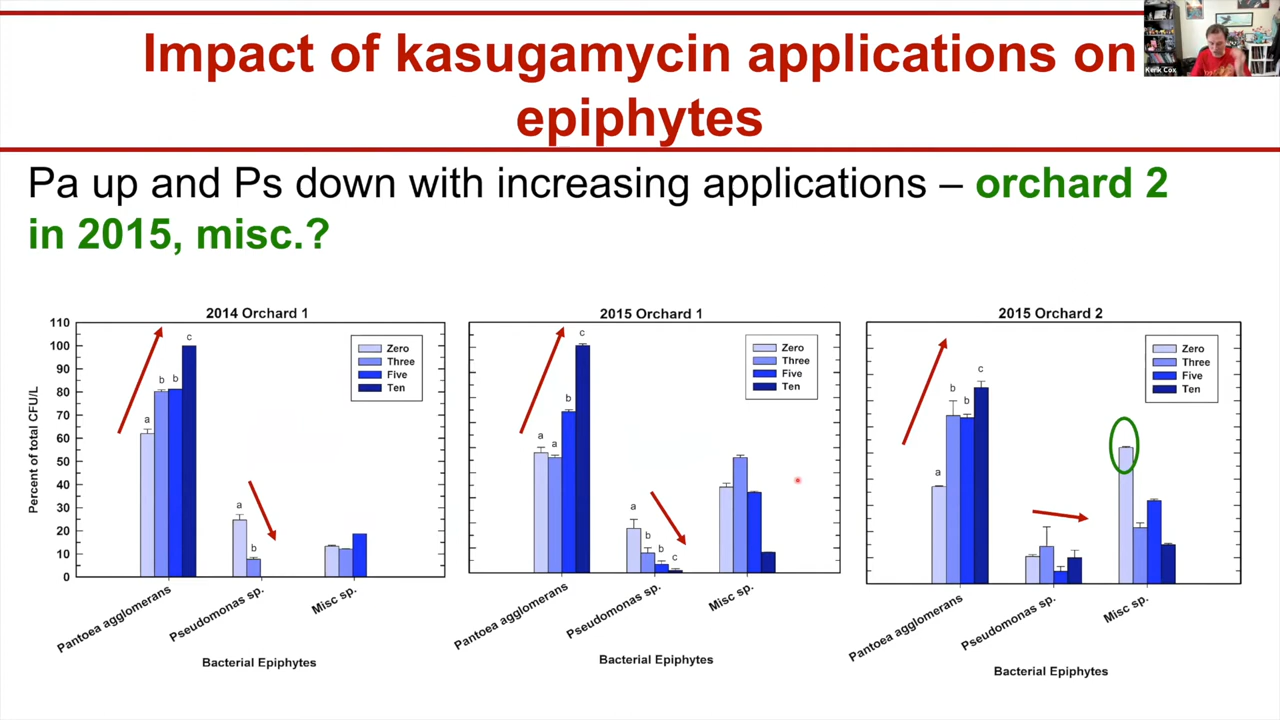 Impact of kasugamycin applications on
epiphytes
Kerik Cox
Pa up and Ps down with increasing applications – orchard 2
in 2015, misc.?
2014 Orchard 1
Percent of total CFU/L
110
100
90
80
70
60
50
40
30
20
10
0
a
b
b
c
a
b
Zero
Three
Five
Ten
Pantoea agglomerans
Pseudomonas sp.
Misc sp.
Bacterial Epiphytes
2015 Orchard 1
a
a
b
c
a
b
b
c
Zero
Three
Five
Ten
Pantoea agglomerans
Pseudomonas sp.
Misc sp.
Bacterial Epiphytes
2015 Orchard 2
a
b
b
c
Zero
Three
Five
Ten
Pantoea agglomerans
Pseudomonas sp.
Misc sp.
Bacterial Epiphytes